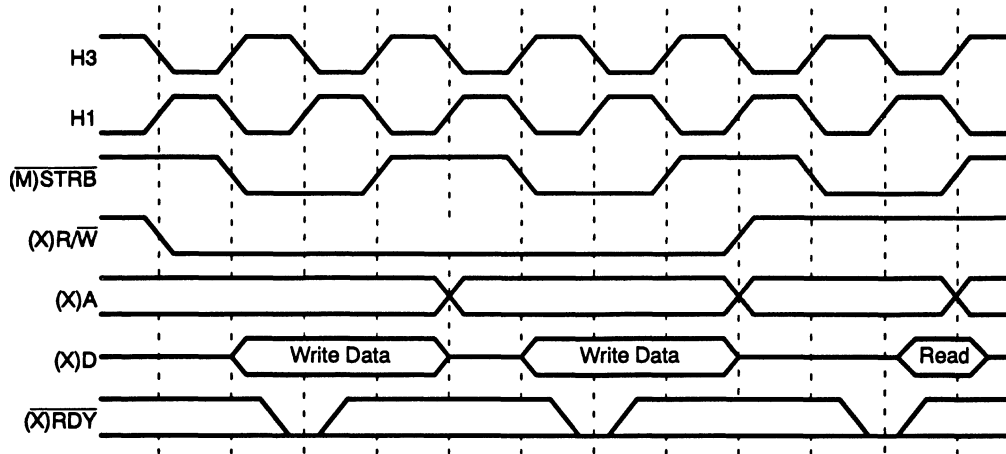 H3
H1
(M)STRB
(X)R/W
(X)A
(X)D Write Data Write Data Read
(X)RDY